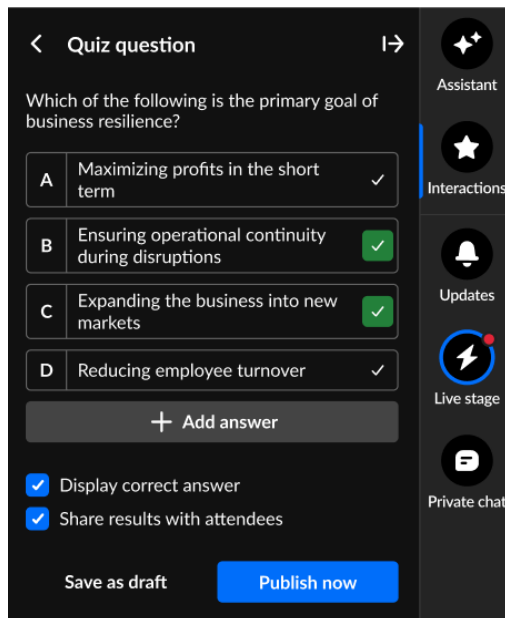 Quiz question
Which of the following is the primary goal of
business resilience?
A
Maximizing profits in the short
term
B
Ensuring operational continuity
during disruptions
C
Expanding the business into new
markets
D
Reducing employee turnover
Add answer
Display correct answer
Share results with attendees
Save as draft
Publish now
Assistant
Interactions
Updates
Live stage
Private chat